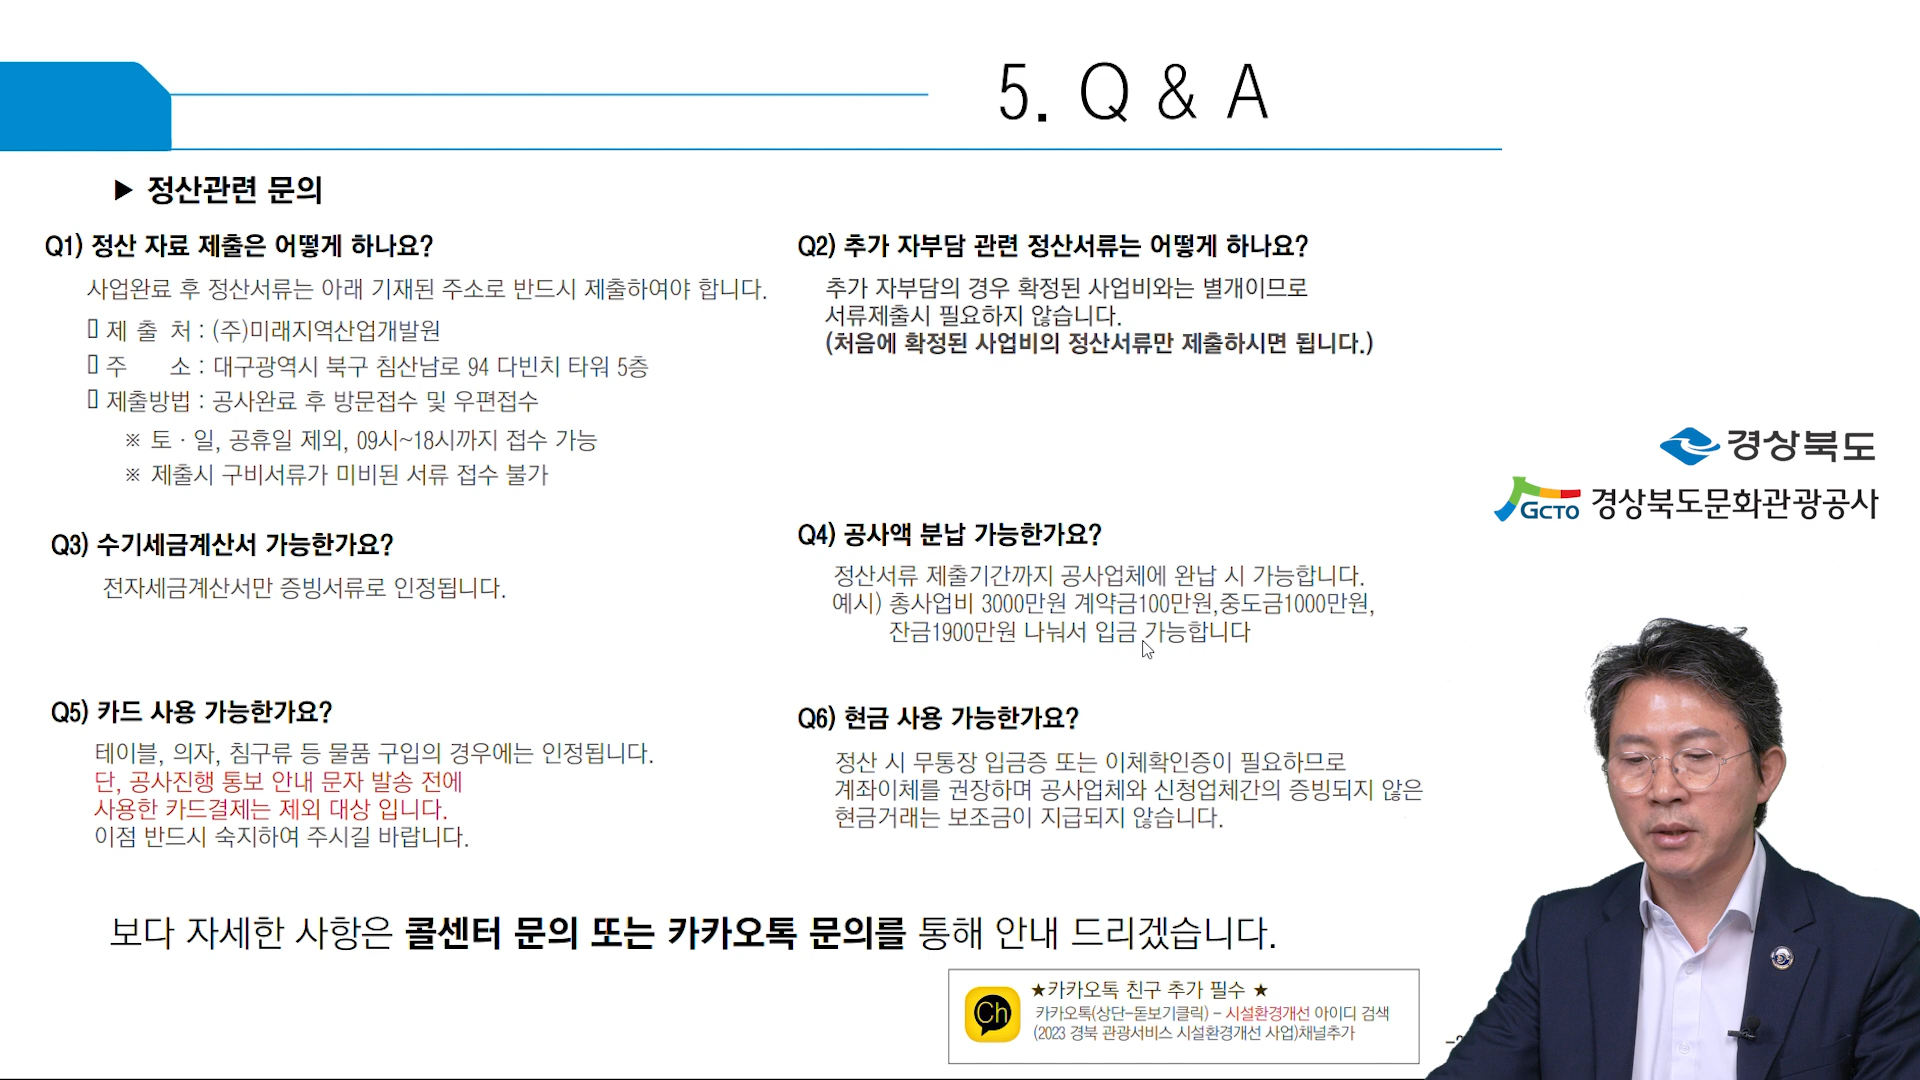 5. Q & A
▶ 정산관련 문의
Q1) 정산 자료 제출은 어떻게 하나요?
사업완료 후 정산서류는 아래 기재된 주소로 반드시 제출하여야 합니다.
▯ 제 출 처 : (주)미래지역산업개발원
▯ 주 소 : 대구광역시 북구 침산남로 94 다빈치 타워 5층
▯ 제출방법 : 공사완료 후 방문접수 및 우편접수
※ 토 · 일, 공휴일 제외, 09시~18시까지 접수 가능
※ 제출시 구비서류가 미비된 서류 접수 불가
Q2) 추가 자부담 관련 정산서류는 어떻게 하나요?
추가 자부담의 경우 확정된 사업비와는 별개이므로
서류제출시 필요하지 않습니다.
(처음에 확정된 사업비의 정산서류만 제출하시면 됩니다.)
경상북도
GCTO 경상북도문화관광공사
Q3) 수기세금계산서 가능한가요?
전자세금계산서만 증빙서류로 인정됩니다.
Q4) 공사액 분납 가능한가요?
정산서류 제출기간까지 공사업체에 완납 시 가능합니다.
예시) 총사업비 3000만원 계약금100만원,중도금1000만원,
잔금1900만원 나눠서 입금 가능합니다
Q5) 카드 사용 가능한가요?
테이블, 의자, 침구류 등 물품 구입의 경우에는 인정됩니다.
단, 공사진행 통보 안내 문자 발송 전에
사용한 카드결제는 제외 대상 입니다.
이점 반드시 숙지하여 주시길 바랍니다.
Q6) 현금 사용 가능한가요?
정산 시 무통장 입금증 또는 이체확인증이 필요하므로
계좌이체를 권장하며 공사업체와 신청업체간의 증빙되지 않은
현금거래는 보조금이 지급되지 않습니다.
보다 자세한 사항은 콜센터 문의 또는 카카오톡 문의를 통해 안내 드리겠습니다.
Ch
★카카오톡 친구 추가 필수 ★
카카오톡(상단-돋보기클릭) - 시설환경개선 아이디 검색
(2023 경북 관광서비스 시설환경개선 사업)채널추가